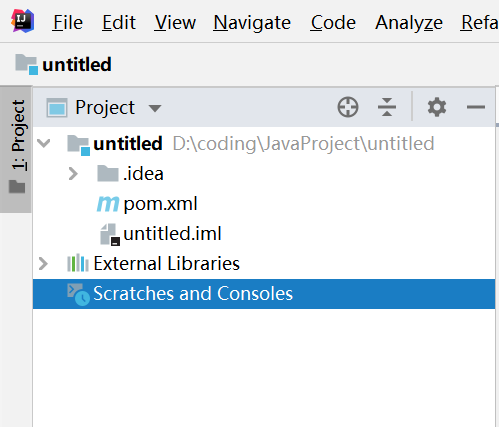 File Edit View Navigate Code Analyze Refa
untitled
1: Project
Project
untitled D:\coding\JavaProject\untitled
.idea
pom.xml
untitled.iml
External Libraries
Scratches and Consoles